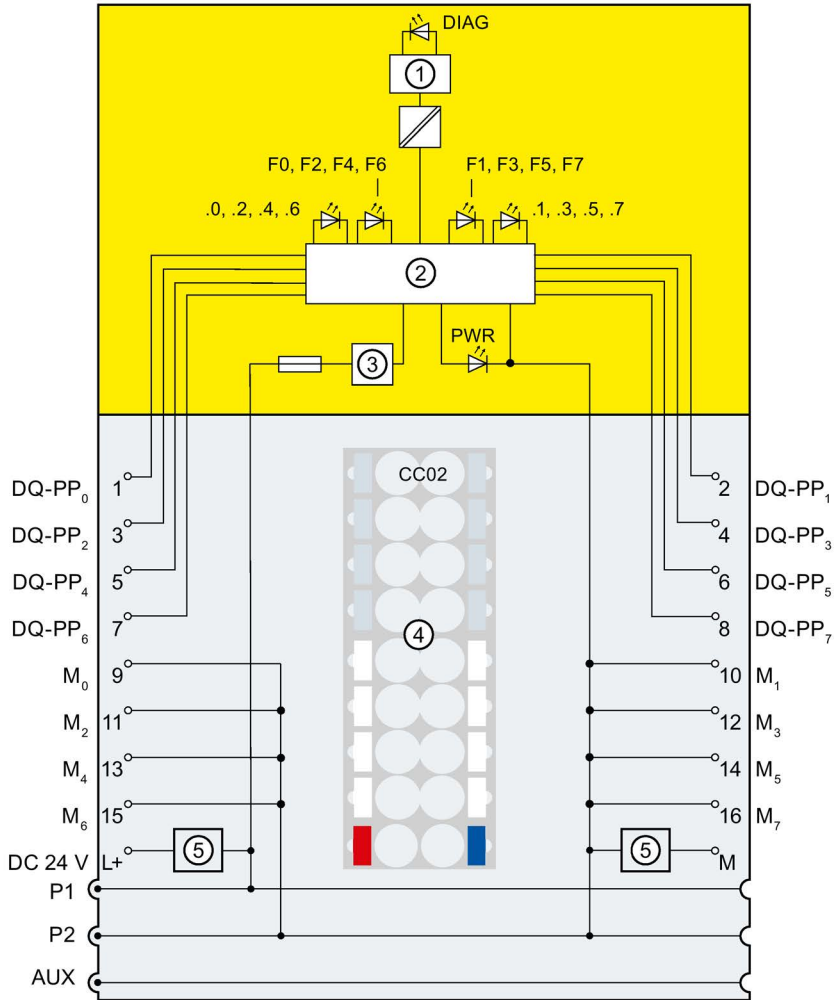 DIAG
①
F0, F2, F4, F6 F1, F3, F5, F7
.0, .2, .4, .6 .1, .3, .5, .7
②
PWR
③
CC02
DQ-PP₀ 1 2 DQ-PP₁
DQ-PP₂ 3 4 DQ-PP₃
DQ-PP₄ 5 6 DQ-PP₅
DQ-PP₆ 7 8 DQ-PP₇
④
M₀ 9 10 M₁
M₂ 11 12 M₃
M₄ 13 14 M₅
M₆ 15 16 M₇
DC 24 V L+ ⑤ ⑤ M
P1
P2
AUX